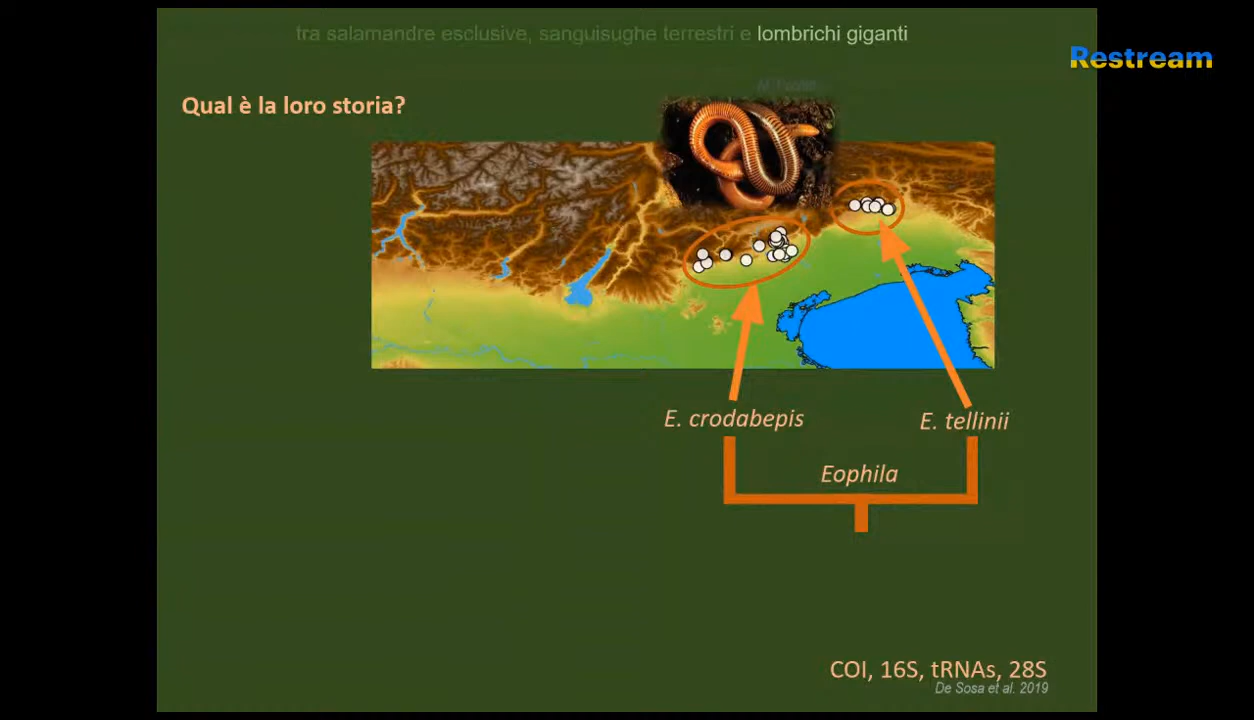 tra salamandre esclusive, sanguisughe terrestri e lombrichi giganti
Restream
Qual è la loro storia?
E. crodabepis
E. tellinii
Eophila
COI, 16S, tRNAs, 28S
De Sosa et al. 2019